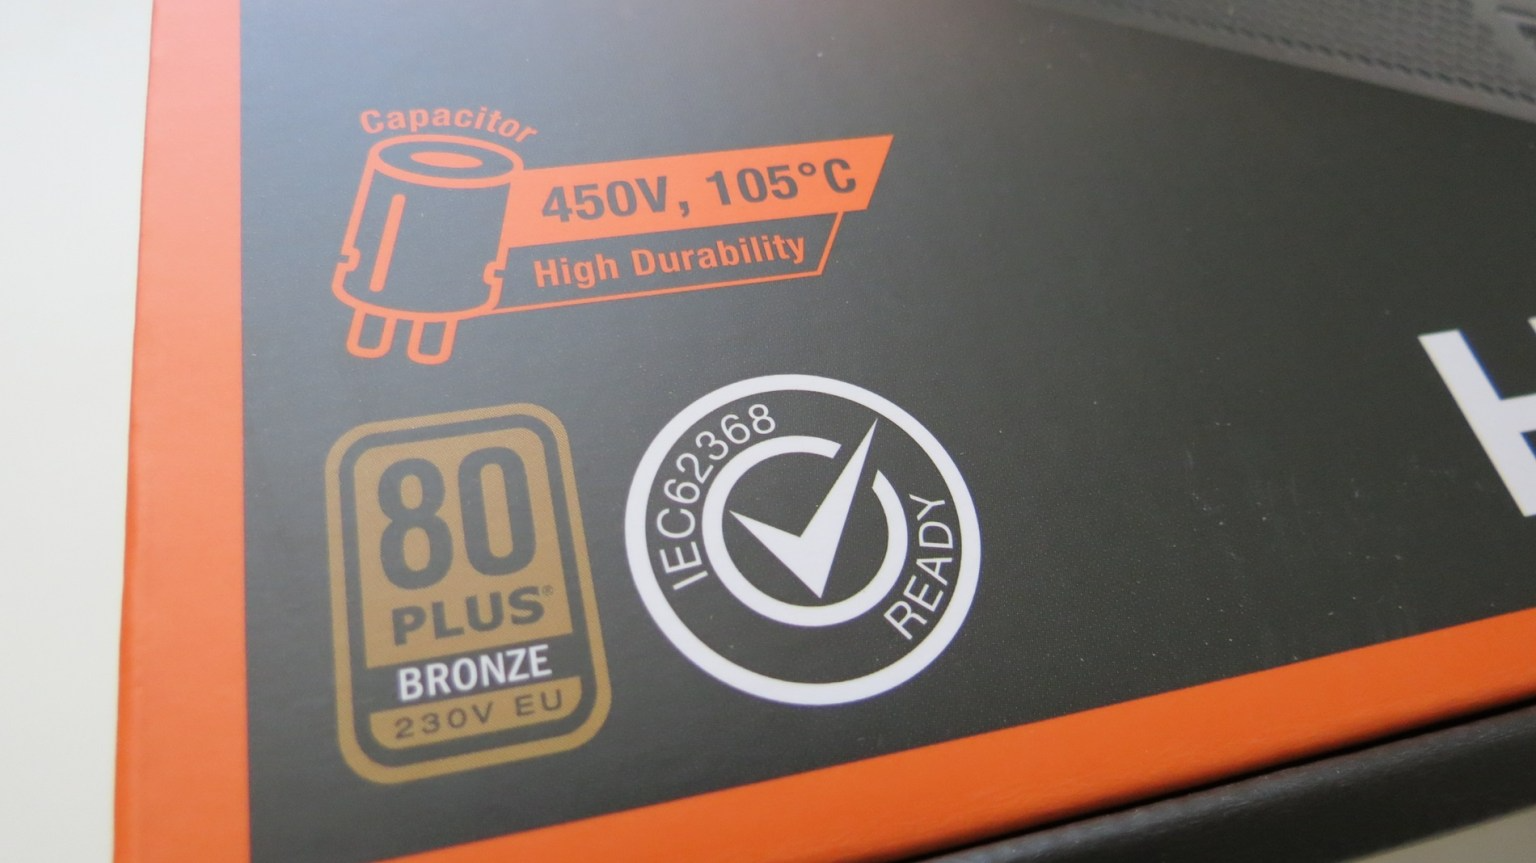 Capacitor
450V, 105°C
High Durability
80
PLUS®
BRONZE
230V EU
IEC62368
READY
H